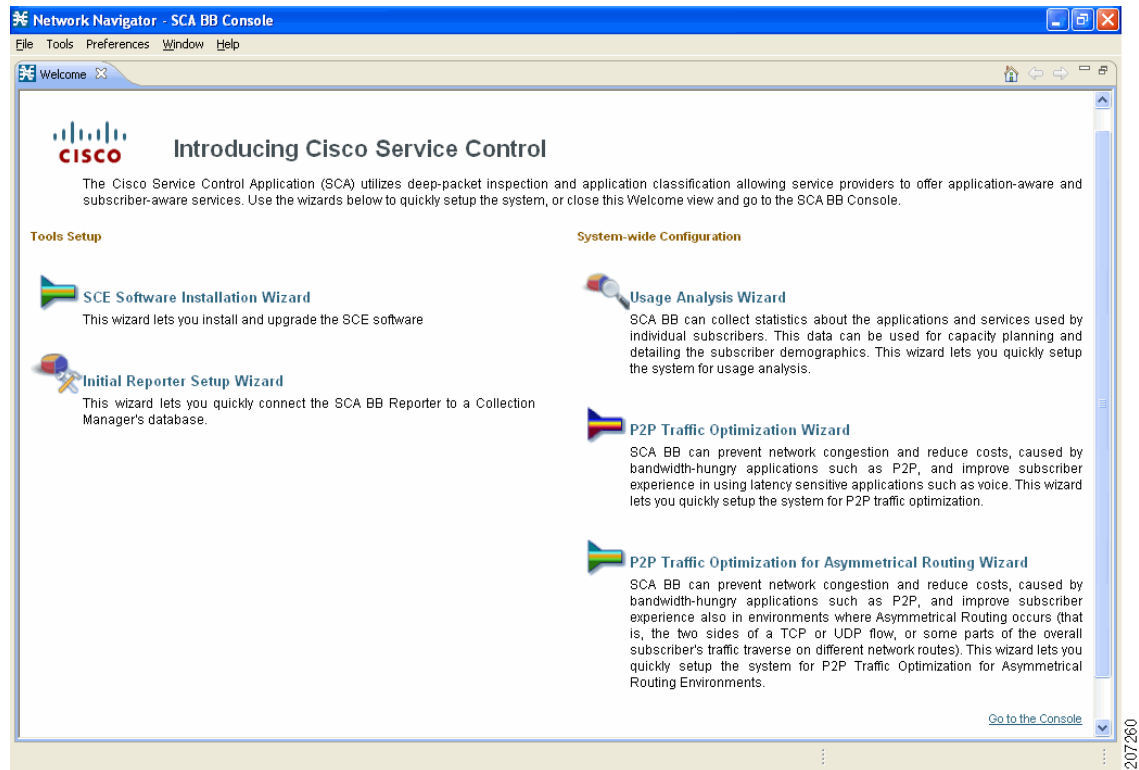 Network Navigator - SCA BB Console
File Tools Preferences Window Help
Welcome
CISCO
Introducing Cisco Service Control
The Cisco Service Control Application (SCA) utilizes deep-packet inspection and application classification allowing service providers to offer application-aware and
subscriber-aware services. Use the wizards below to quickly setup the system, or close this Welcome view and go to the SCA BB Console.
Tools Setup
SCE Software Installation Wizard
This wizard lets you install and upgrade the SCE software
Initial Reporter Setup Wizard
This wizard lets you quickly connect the SCA BB Reporter to a Collection
Manager's database.
System-wide Configuration
Usage Analysis Wizard
SCA BB can collect statistics about the applications and services used by
individual subscribers. This data can be used for capacity planning and
detailing the subscriber demographics. This wizard lets you quickly setup
the system for usage analysis.
P2P Traffic Optimization Wizard
SCA BB can prevent network congestion and reduce costs, caused by
bandwidth-hungry applications such as P2P, and improve subscriber
experience in using latency sensitive applications such as voice. This wizard
lets you quickly setup the system for P2P traffic optimization.
P2P Traffic Optimization for Asymmetrical Routing Wizard
SCA BB can prevent network congestion and reduce costs, caused by
bandwidth-hungry applications such as P2P, and improve subscriber
experience also in environments where Asymmetrical Routing occurs (that
is, the two sides of a TCP or UDP flow, or some parts of the overall
subscriber's traffic traverse on different network routes). This wizard lets you
quickly setup the system for P2P Traffic Optimization for Asymmetrical
Routing Environments.
Go to the Console
207260